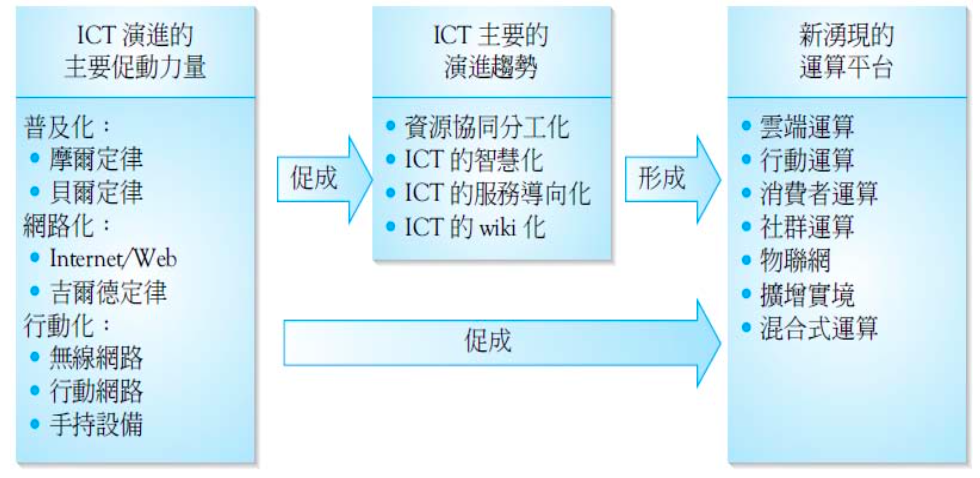 ICT 演進的
主要促動力量
普及化：
• 摩爾定律
• 貝爾定律
網路化：
• Internet/Web
• 吉爾德定律
行動化：
• 無線網路
• 行動網路
• 手持設備
促成
ICT 主要的
演進趨勢
• 資源協同分工化
• ICT 的智慧化
• ICT 的服務導向化
• ICT 的 wiki 化
形成
促成
新湧現的
運算平台
• 雲端運算
• 行動運算
• 消費者運算
• 社群運算
• 物聯網
• 擴增實境
• 混合式運算